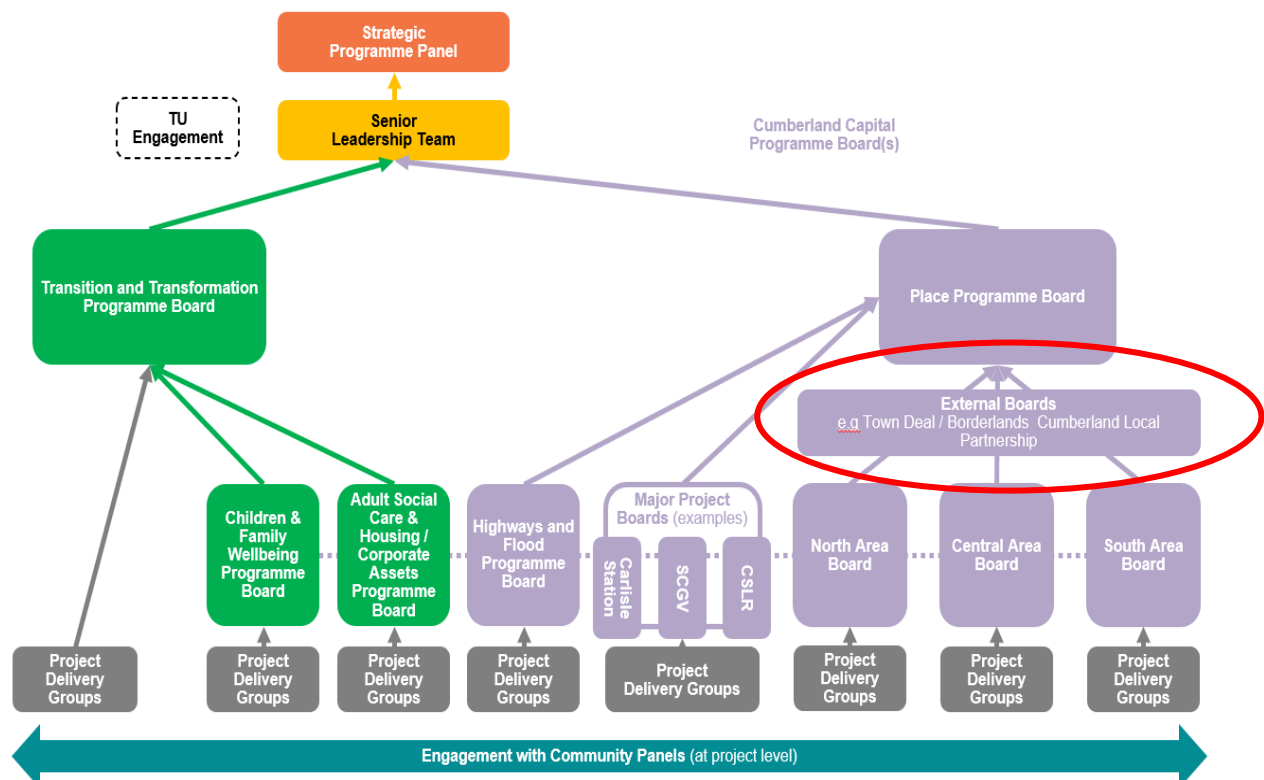 Strategic
Programme Panel
TU
Engagement
Senior
Leadership Team
Cumberland Capital
Programme Board(s)
Transition and Transformation
Programme Board
Place Programme Board
External Boards
e.g Town Deal / Borderlands  Cumberland Local
Partnership
Children &
Family
Wellbeing
Programme
Board
Adult Social
Care &
Housing /
Corporate
Assets
Programme
Board
Highways and
Flood
Programme
Board
Major Project
Boards (examples)
Carlisle
Station
SCGV
CSLR
North Area
Board
Central Area
Board
South Area
Board
Project
Delivery
Groups
Project
Delivery
Groups
Project
Delivery
Groups
Project
Delivery
Groups
Project
Delivery Groups
Project
Delivery
Groups
Project
Delivery
Groups
Project
Delivery
Groups
Engagement with Community Panels (at project level)